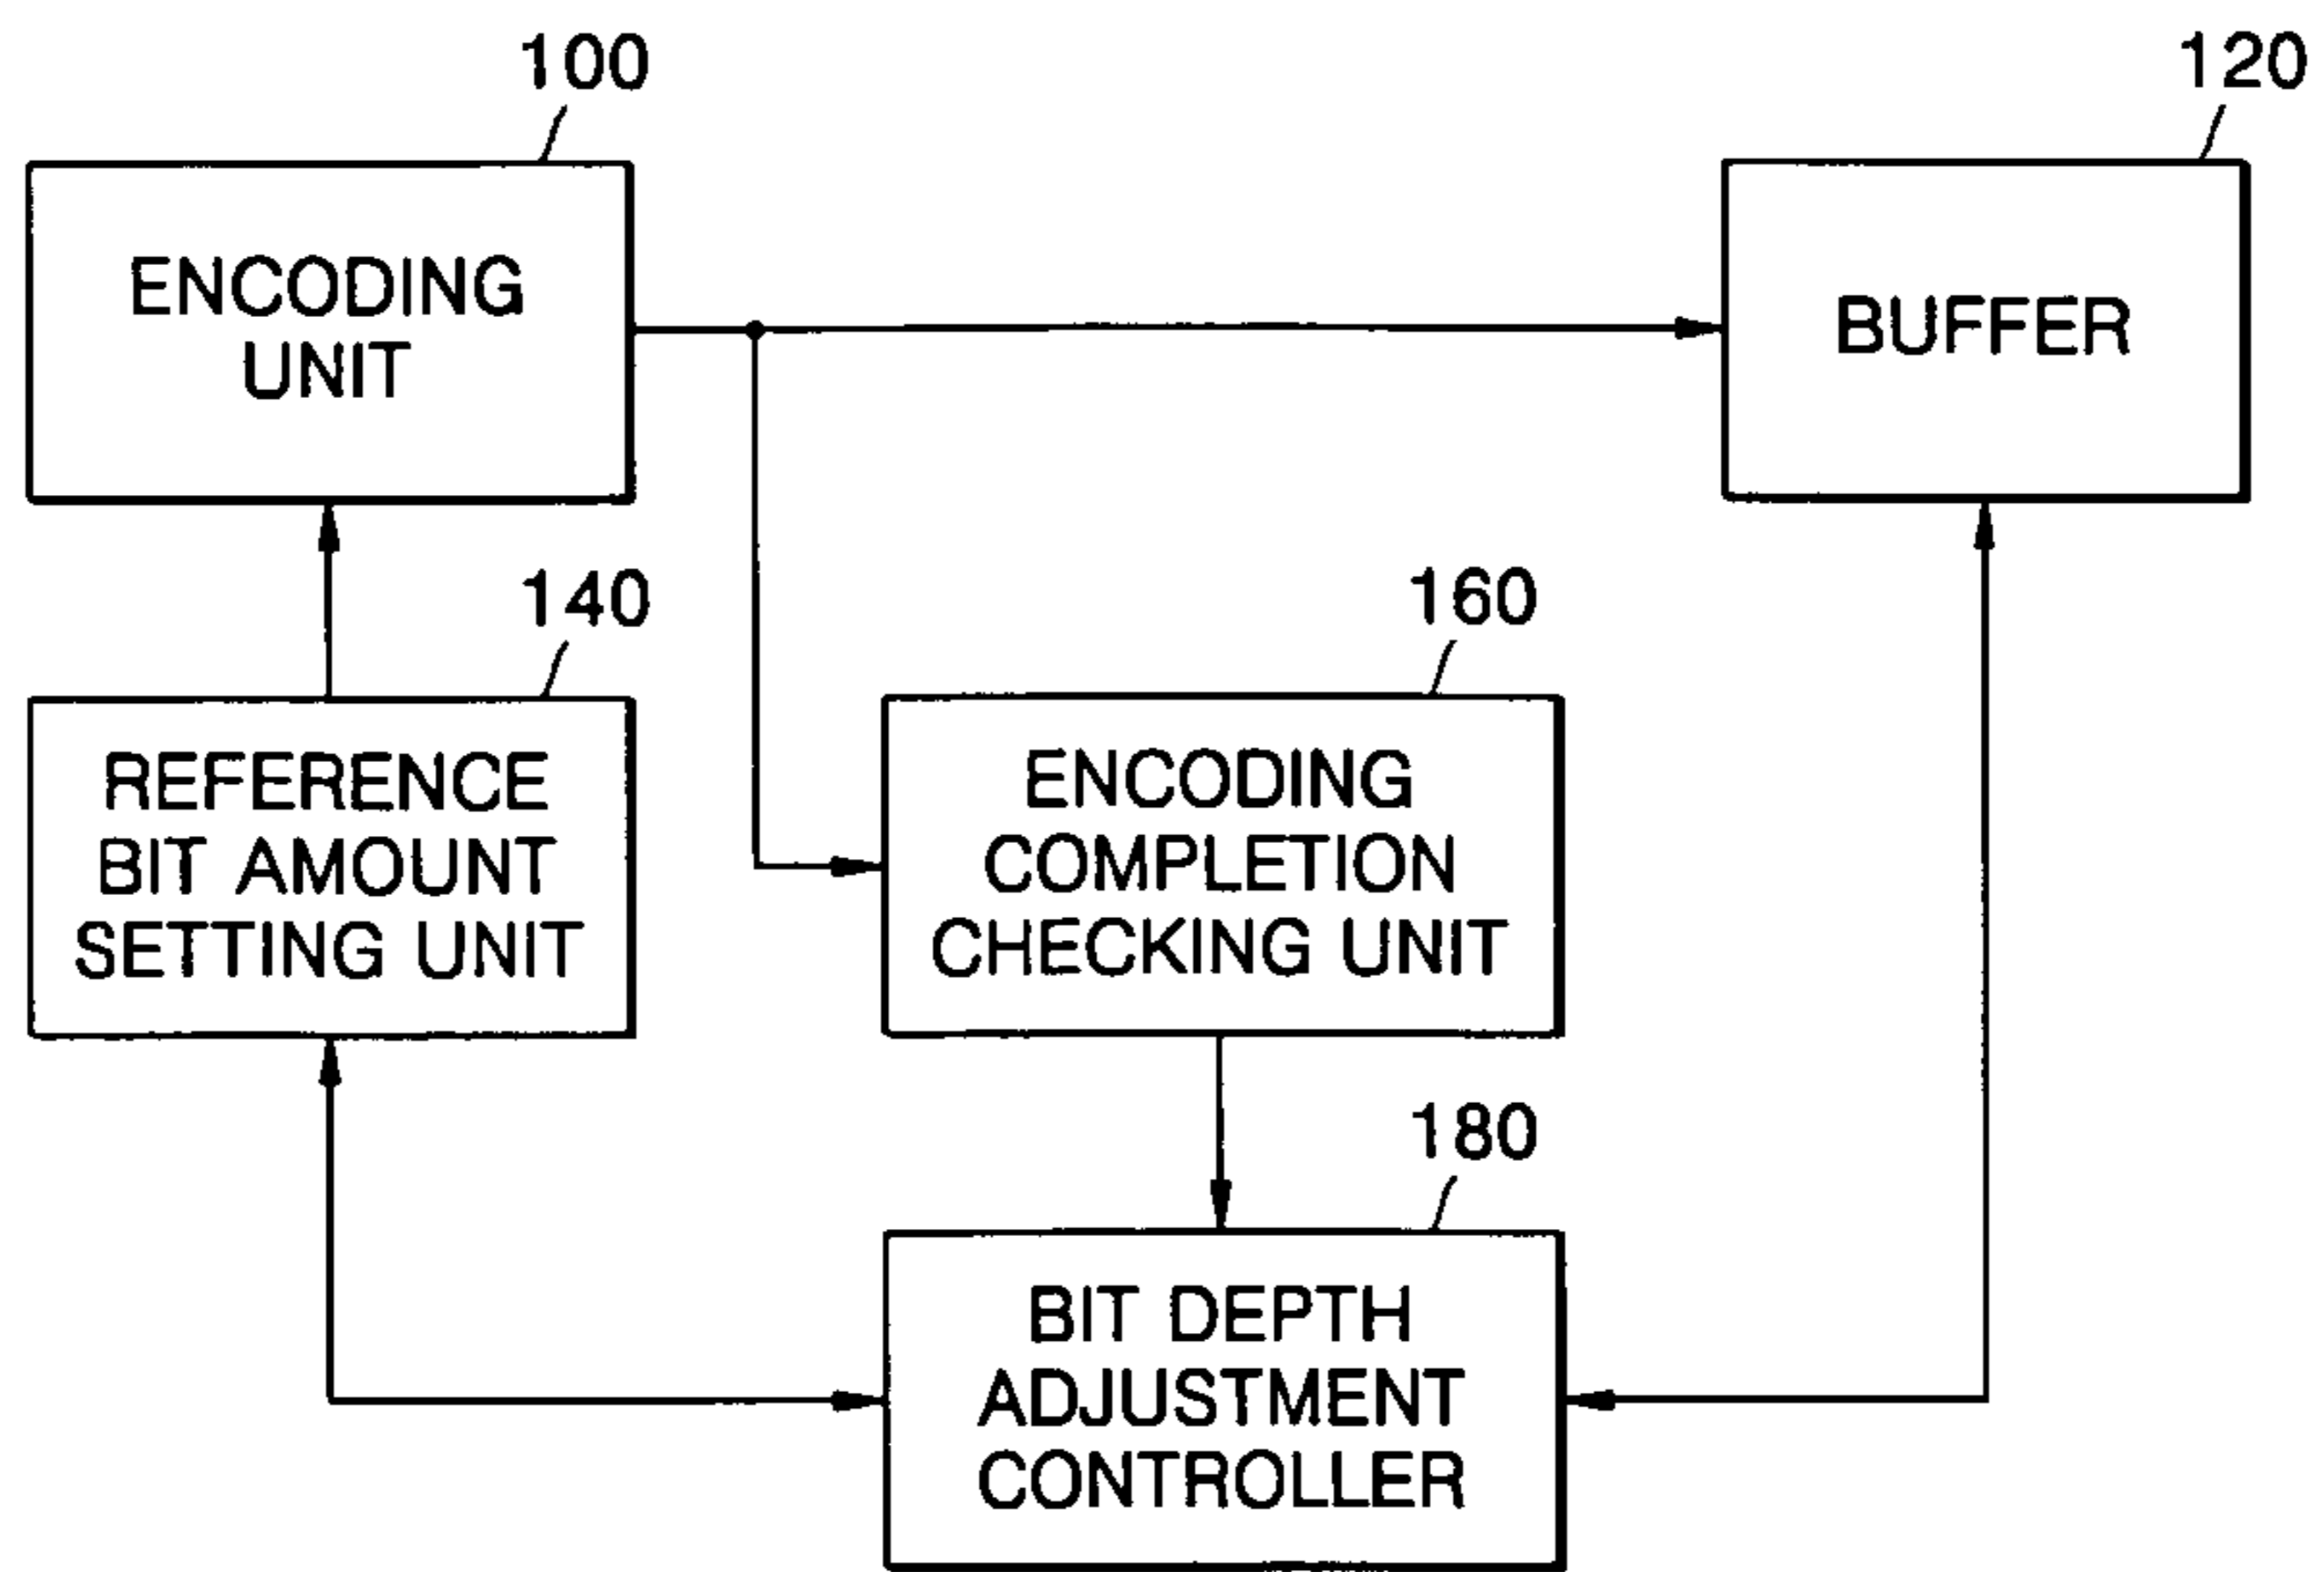 100
120
ENCODING
UNIT
BUFFER
140
160
REFERENCE
BIT AMOUNT
SETTING UNIT
ENCODING
COMPLETION
CHECKING UNIT
180
BIT DEPTH
ADJUSTMENT
CONTROLLER